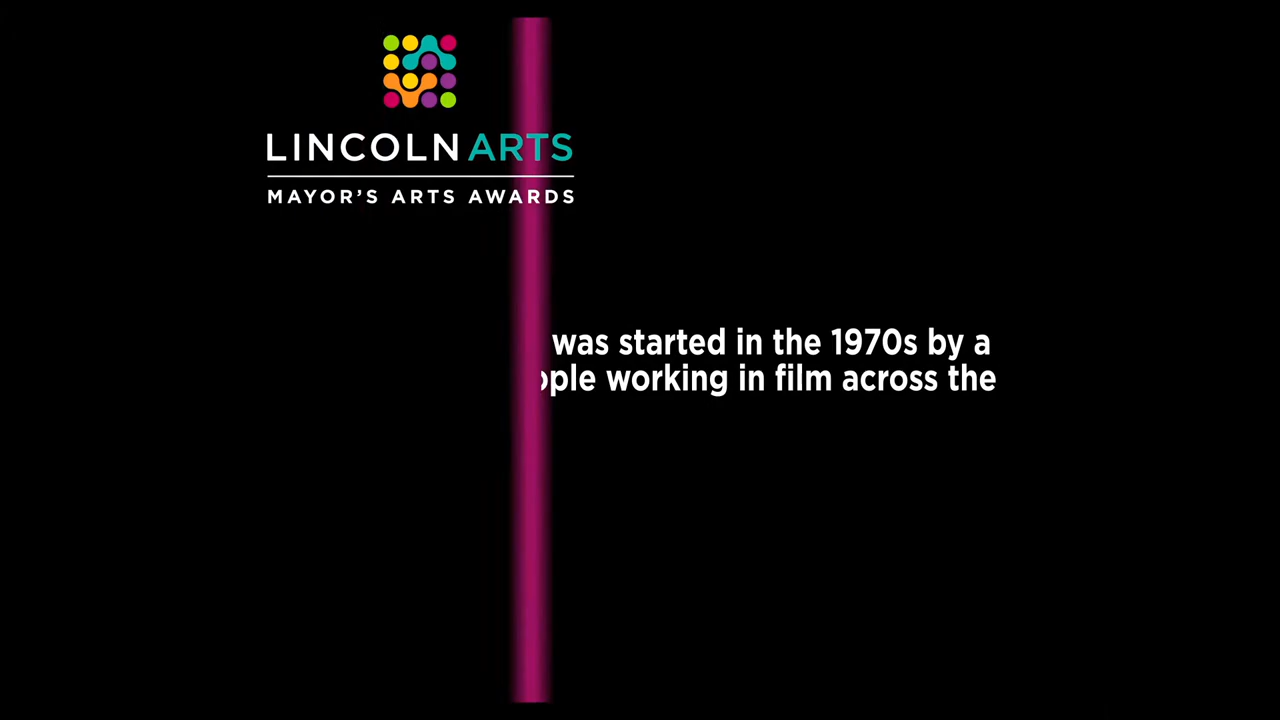 LINCOLN ARTS
MAYOR'S ARTS AWARDS
was started in the 1970s by a
working in film across the